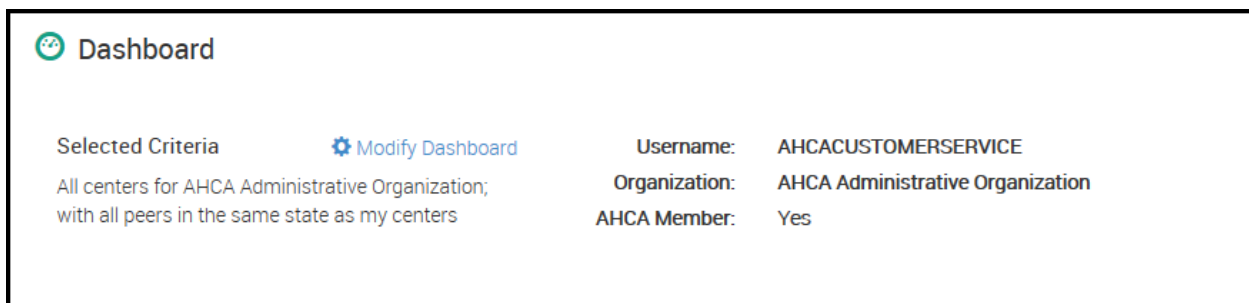 Dashboard
Selected Criteria
Modify Dashboard
All centers for AHCA Administrative Organization;
with all peers in the same state as my centers
Username: AHCACUSTOMERSERVICE
Organization: AHCA Administrative Organization
AHCA Member: Yes